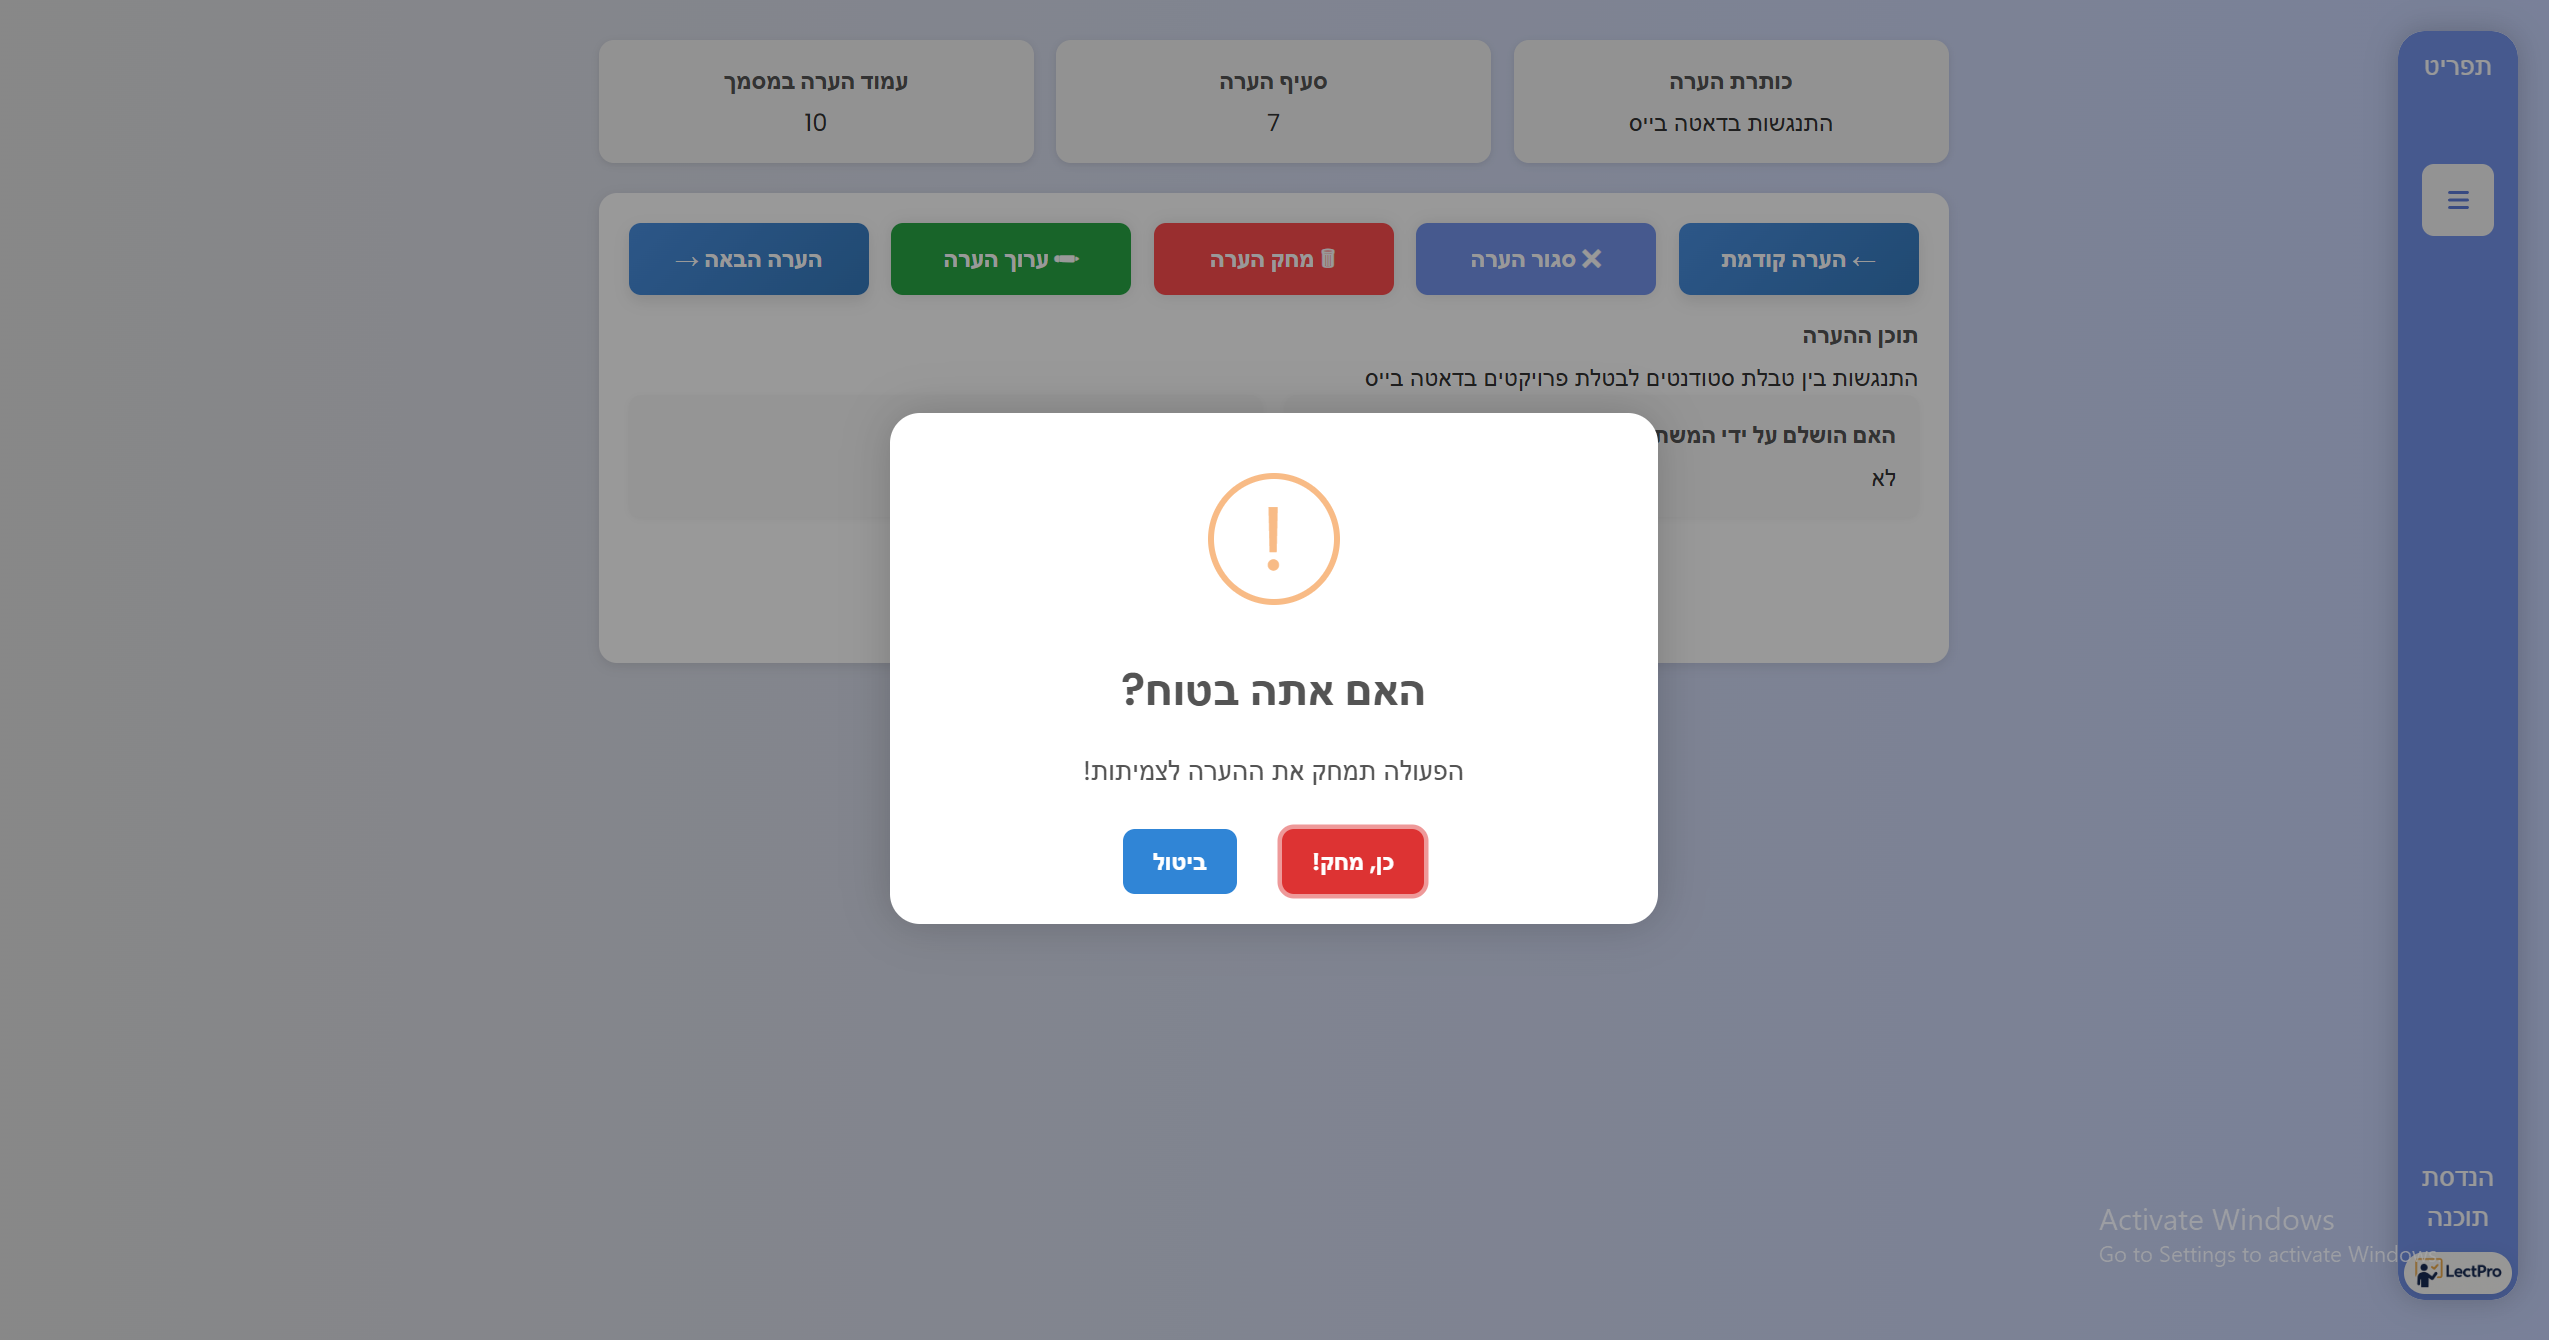 תפריט
כותרת הערה
התנגשות בדאטה בייס
סעיף הערה
7
עמוד הערה במסמך
10
← הערה קודמת
סגור הערה
מחק הערה
ערוך הערה
הערה הבאה →
תוכן ההערה
התנגשות בין טבלת סטודנטים לבטלת פרויקטים בדאטה בייס
האם הושלם על ידי המשת
לא
האם אתה בטוח?
הפעולה תמחק את ההערה לצמיתות!
כן, מחק!
ביטול
הנדסת
תוכנה
LectPro
Activate Windows
Go to Settings to activate Windows.